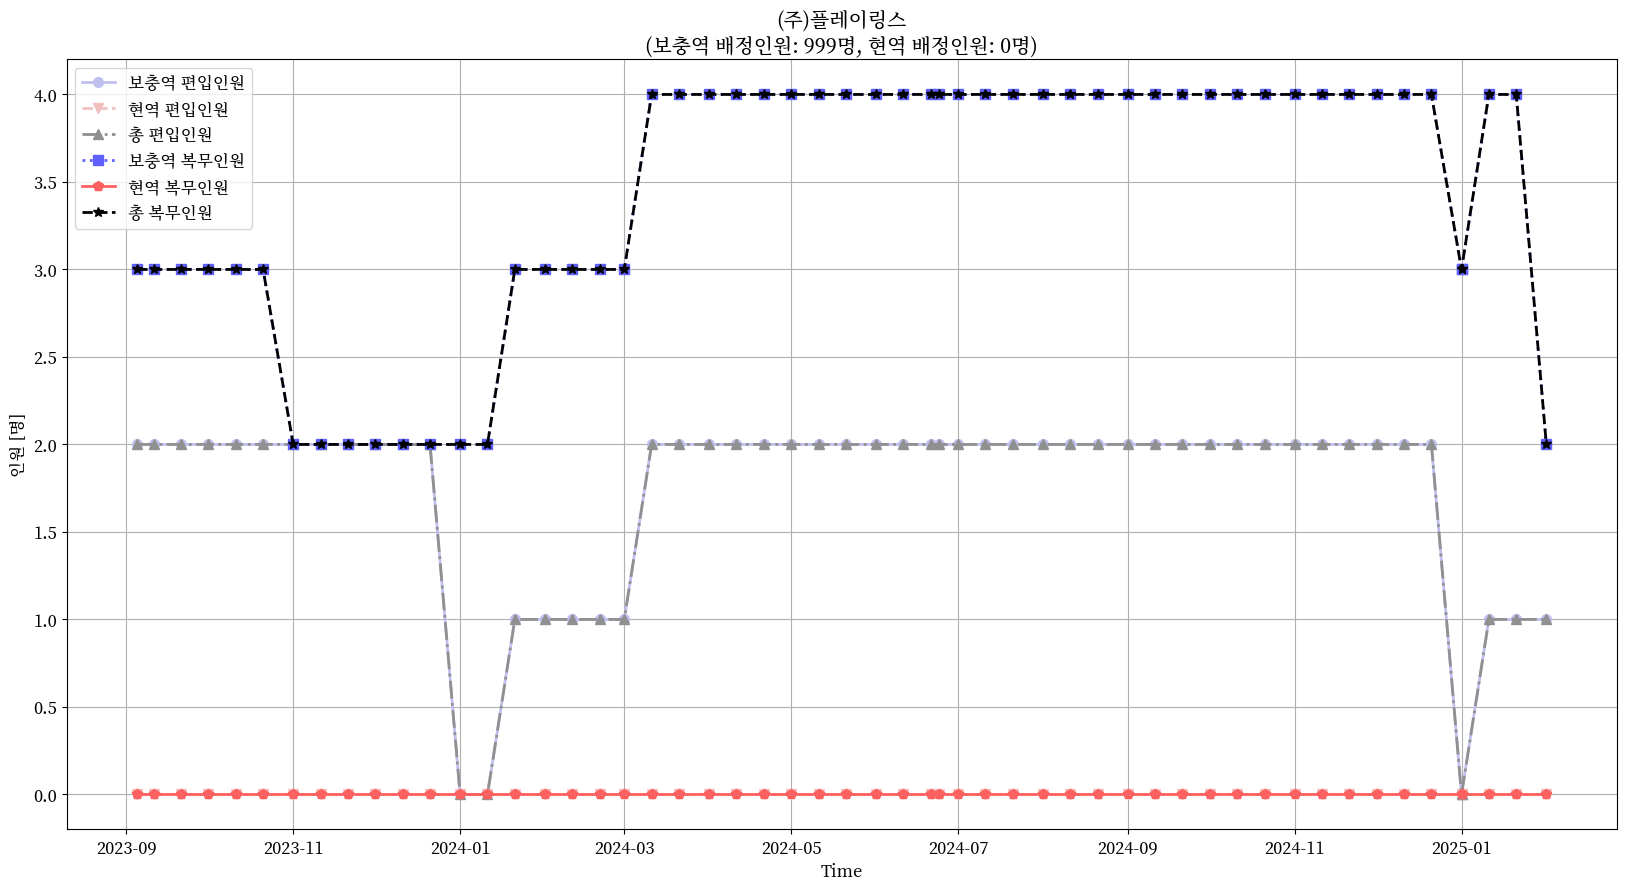 (주)플레이링스
(보충역 배정인원: 999명, 현역 배정인원: 0명)
보충역 편입인원
현역 편입인원
총 편입인원
보충역 복무인원
현역 복무인원
총 복무인원
4.0
3.5
3.0
2.5
2.0
1.5
1.0
0.5
0.0
인원 [명]
2023-09
2023-11
2024-01
2024-03
2024-05
2024-07
2024-09
2024-11
2025-01
Time